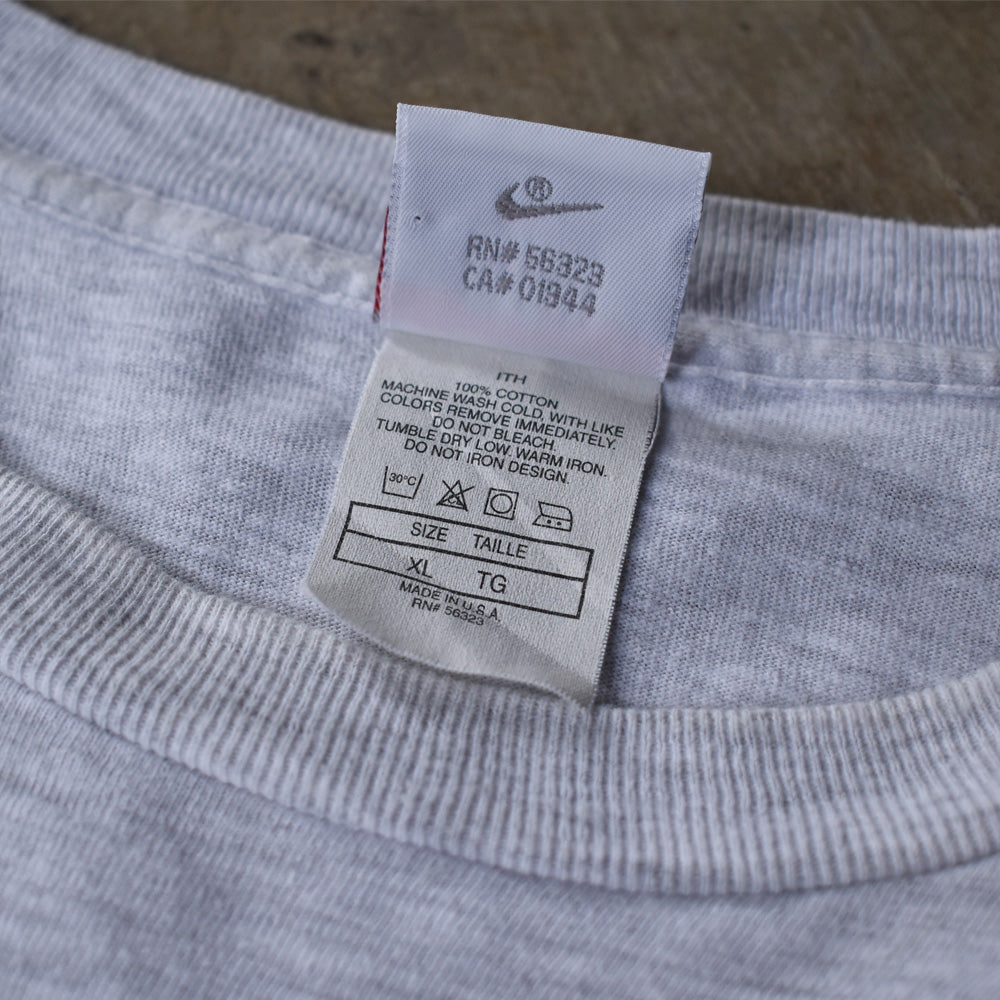 ®
RN# 56323
CA# 01944
ITH
100% COTTON
MACHINE WASH COLD, WITH LIKE
COLORS REMOVE IMMEDIATELY.
DO NOT BLEACH.
TUMBLE DRY LOW. WARM IRON.
DO NOT IRON DESIGN.
30°C CL
SIZE TAILLE
XL TG
MADE IN U.S.A.
RN# 56323